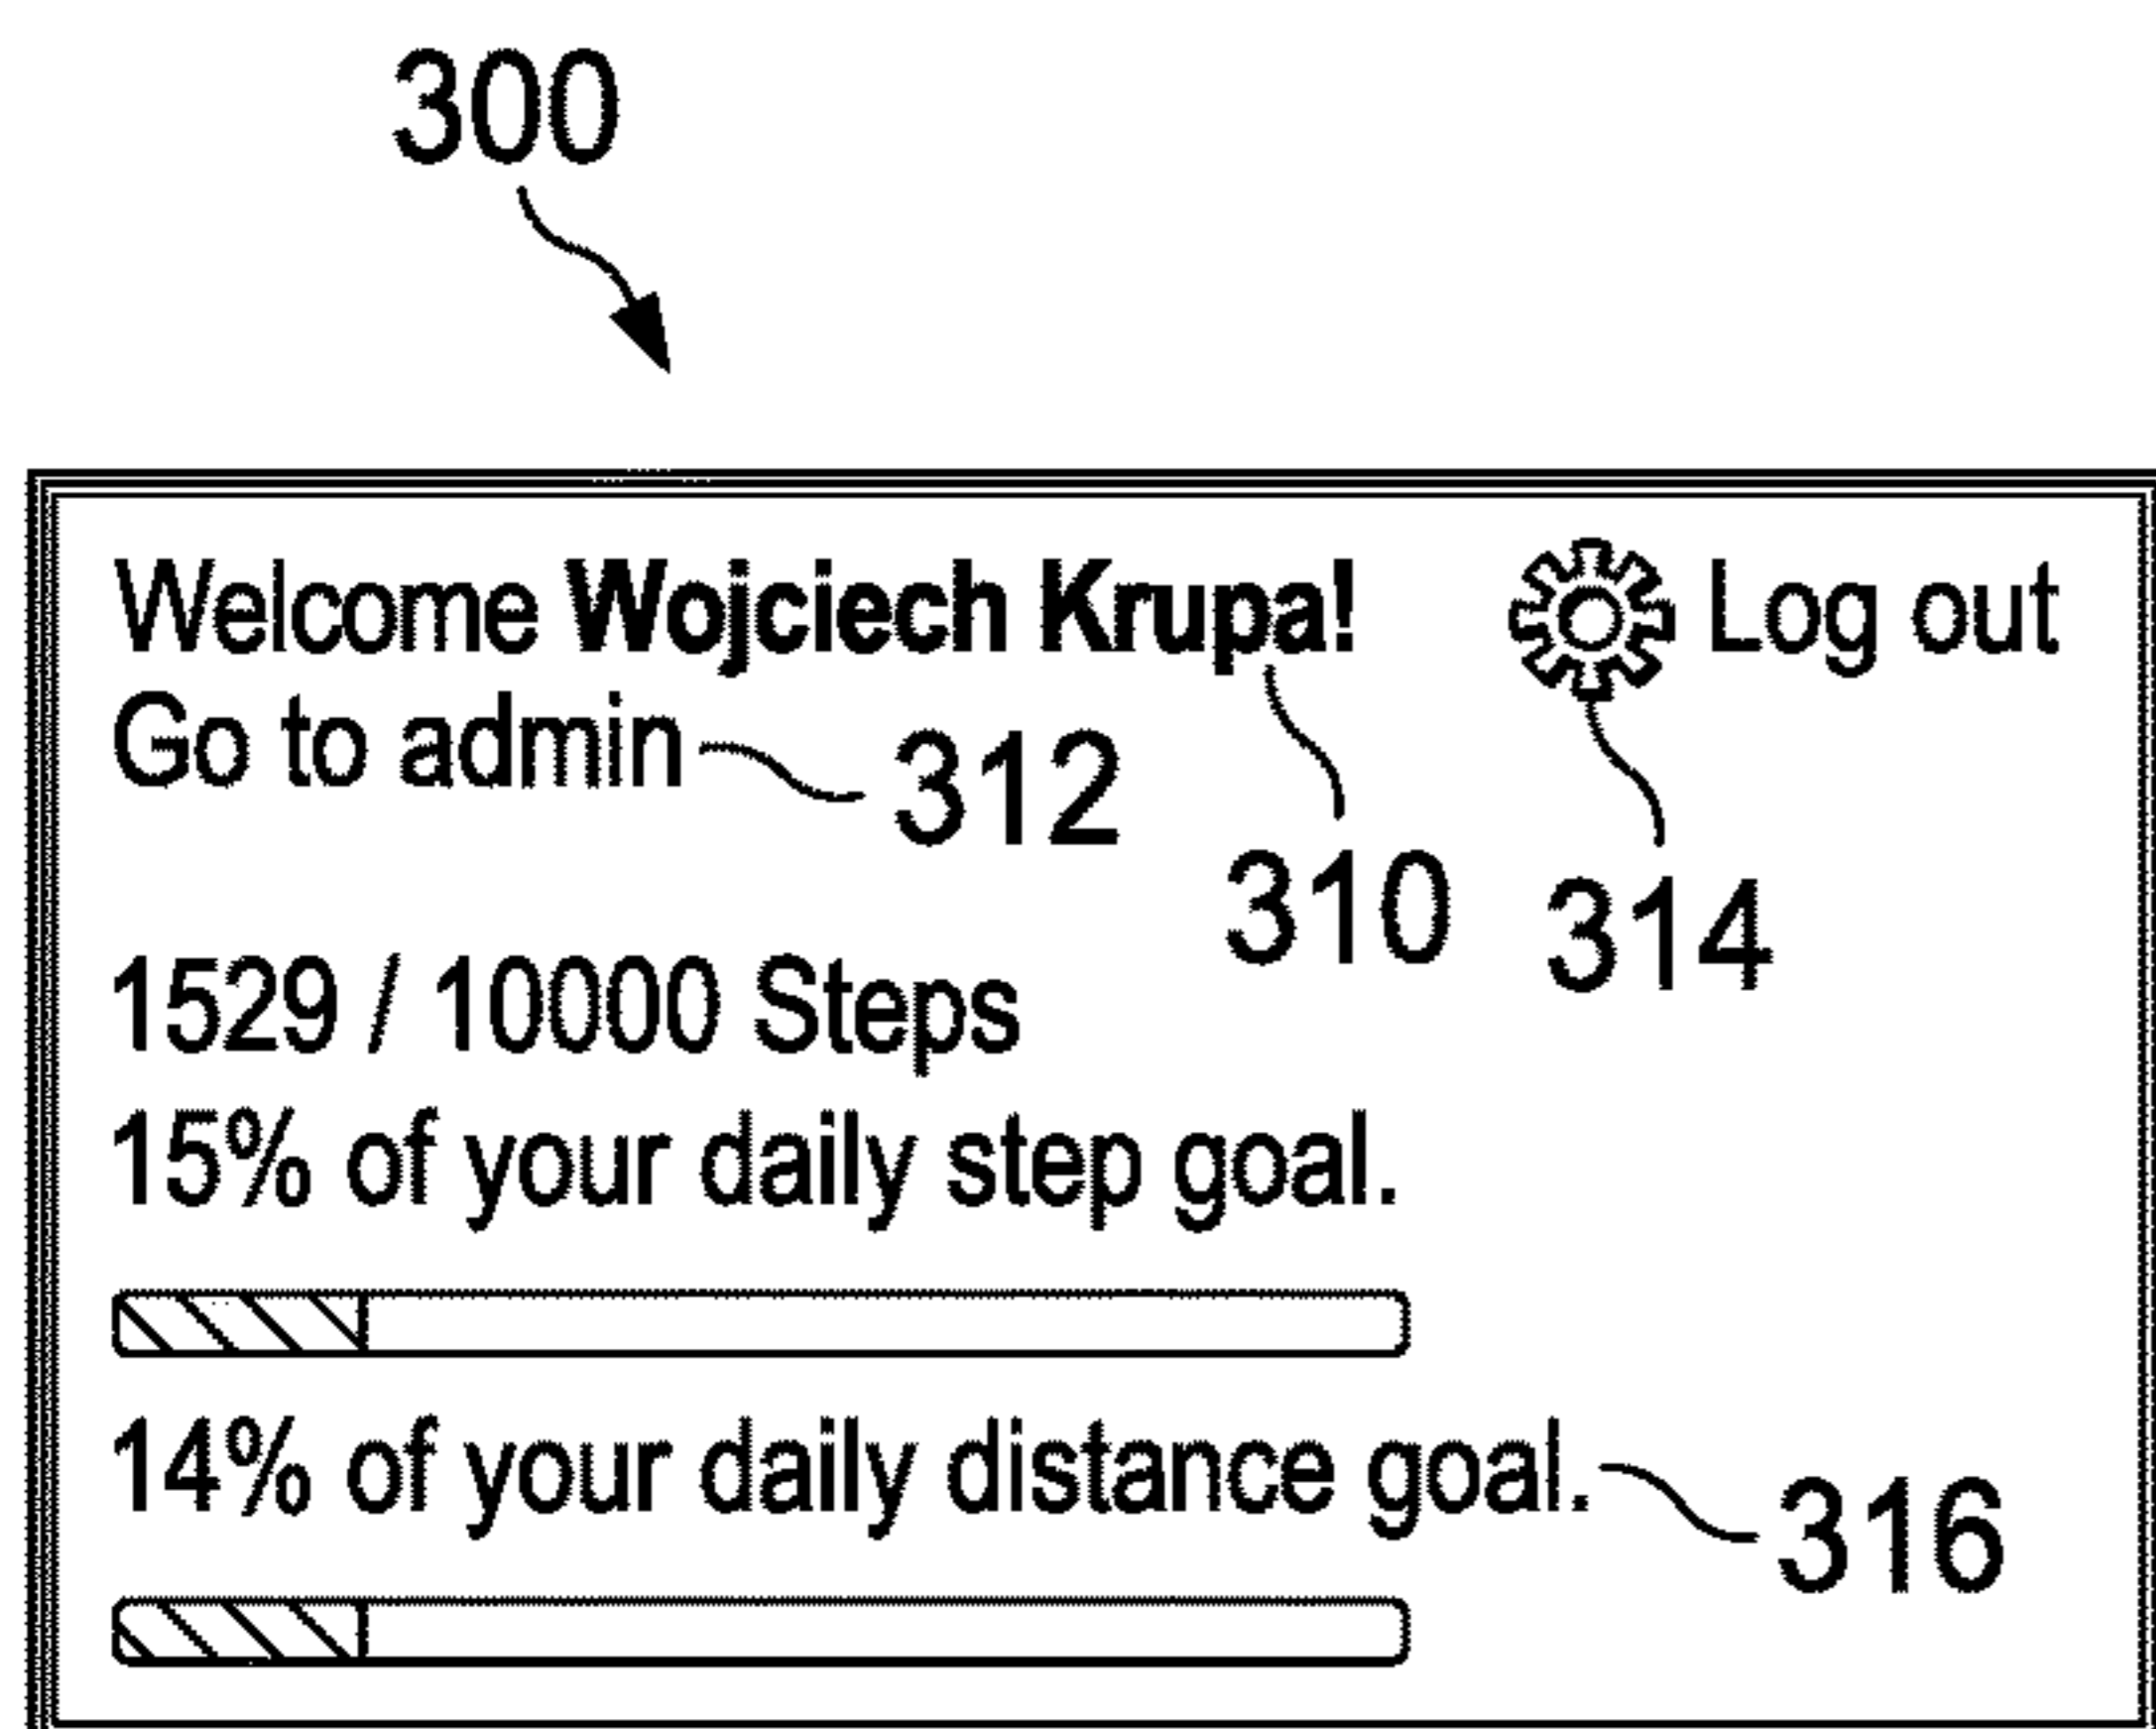 300
Welcome Wojciech Krupa! Log out
Go to admin 312
310 314
1529 / 10000 Steps
15% of your daily step goal.
14% of your daily distance goal. 316